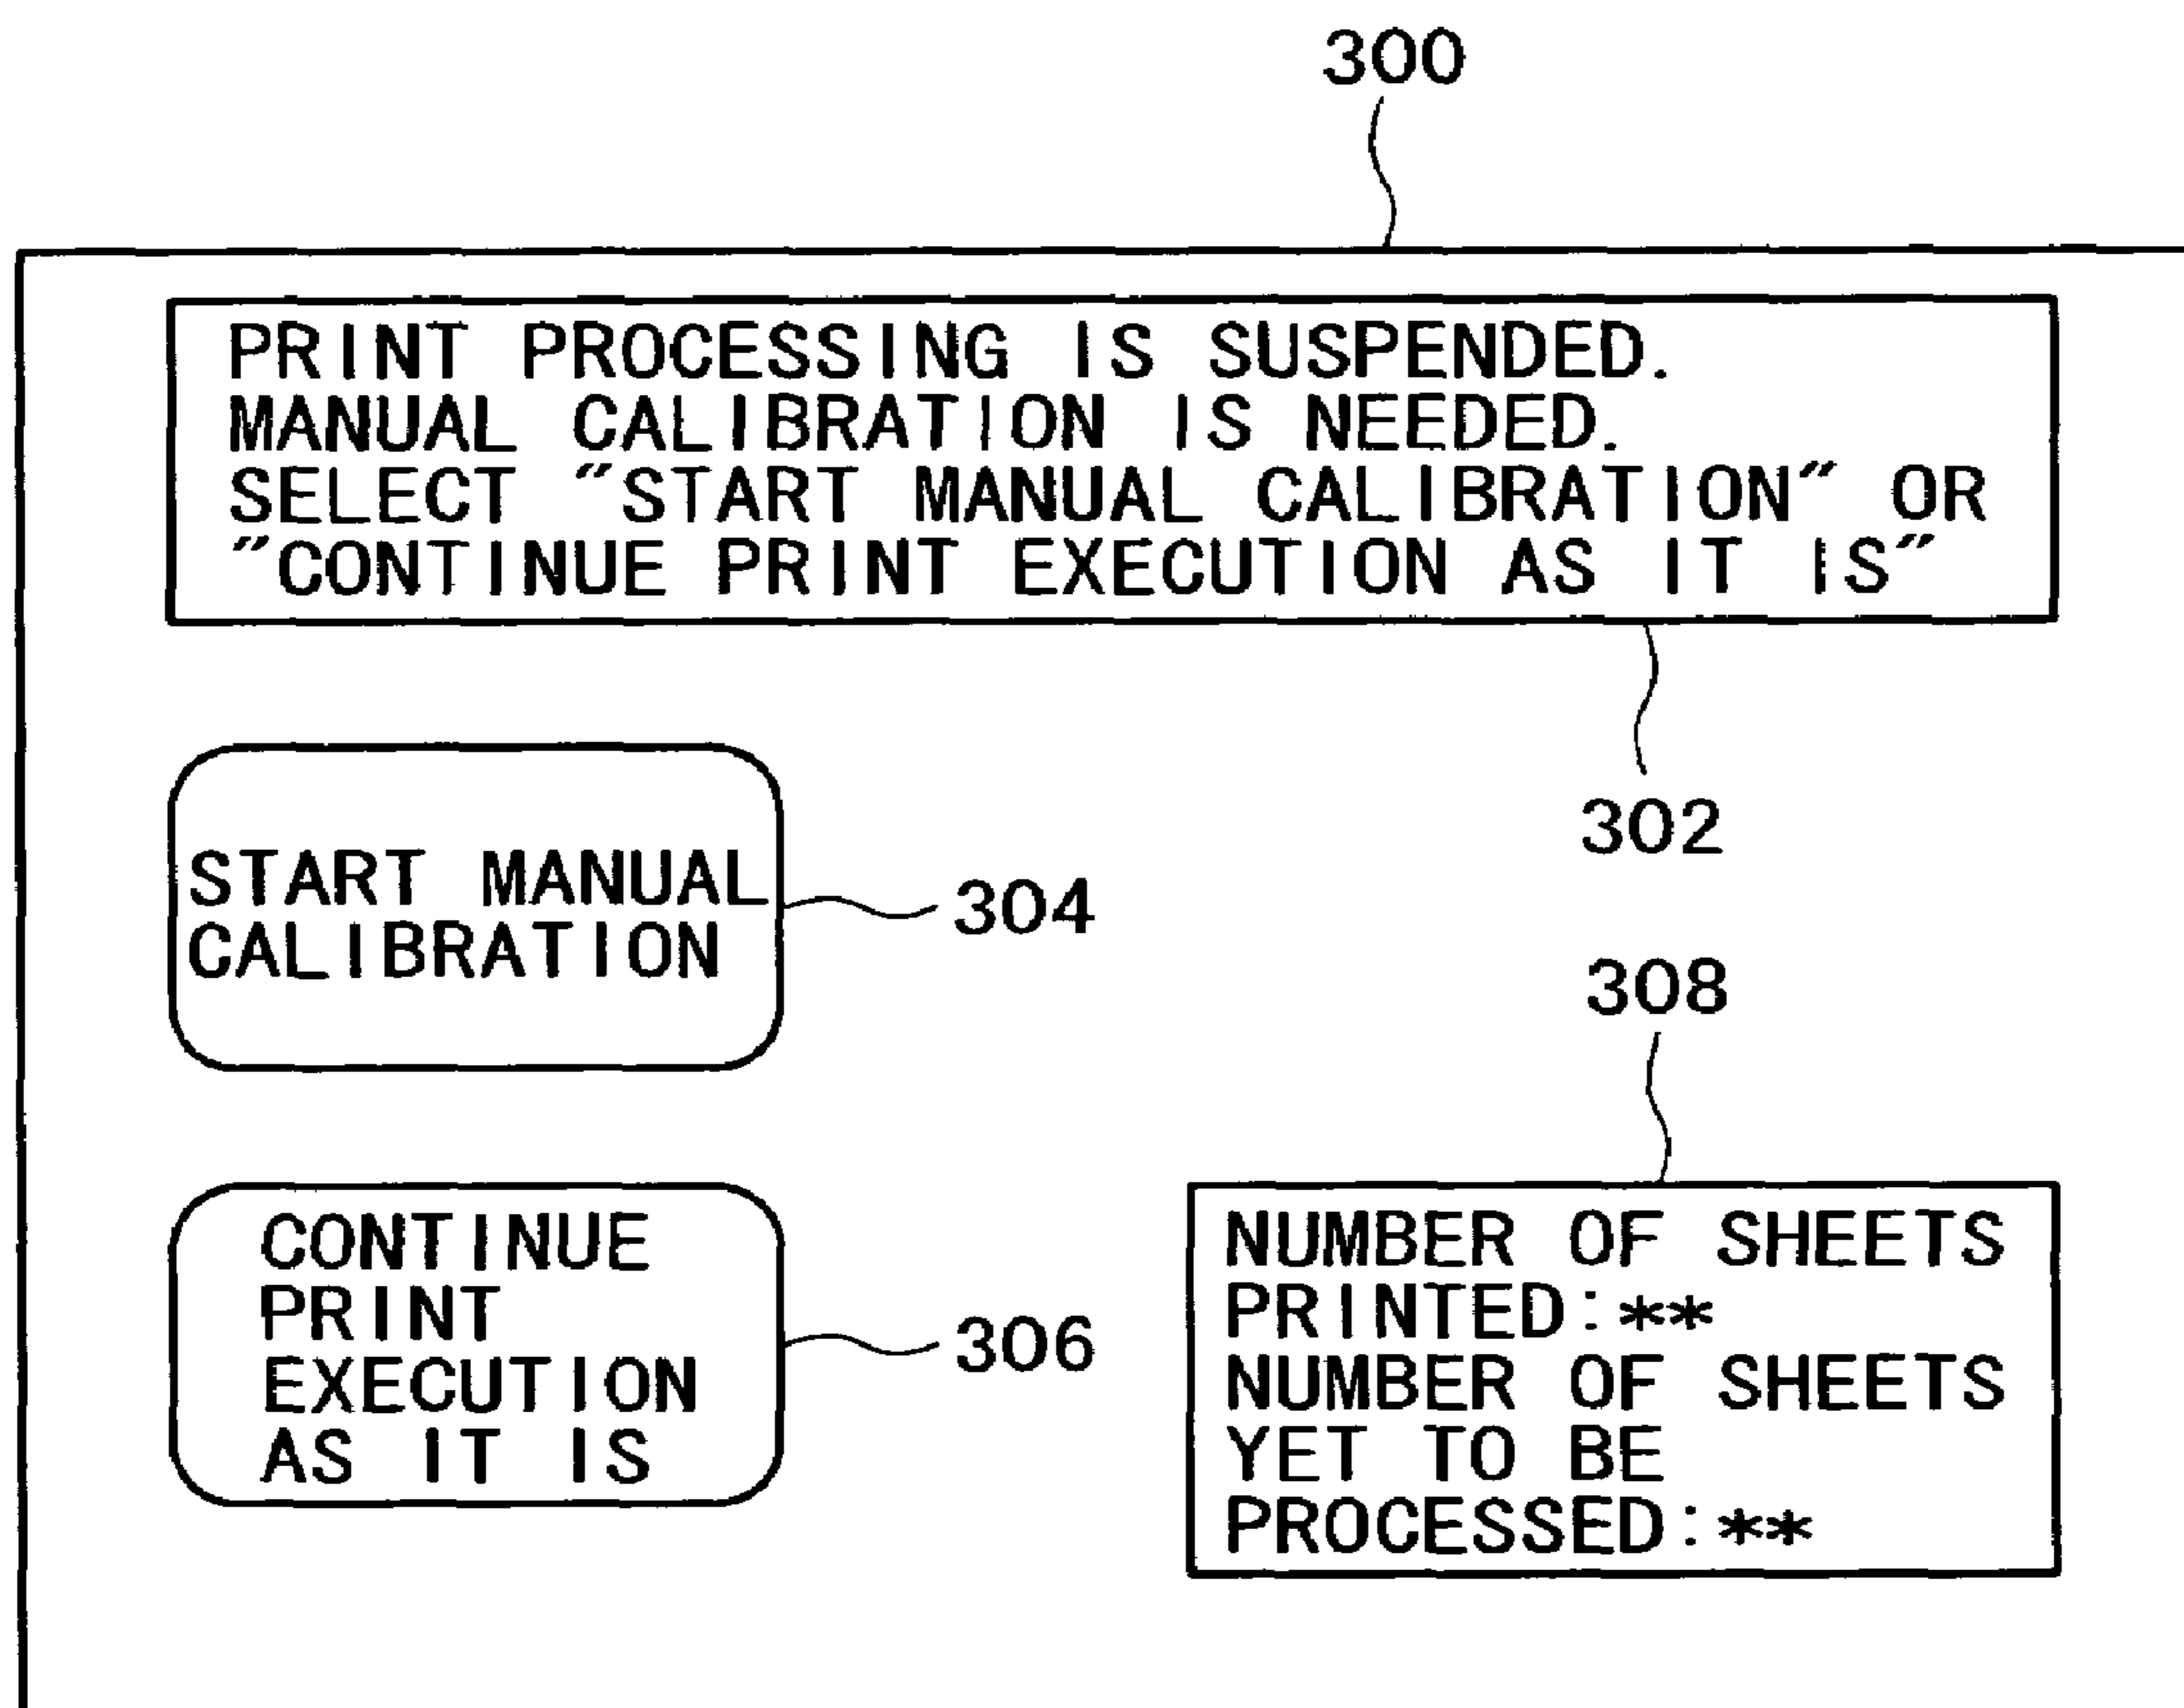 300
PRINT PROCESSING IS SUSPENDED.
MANUAL CALIBRATION IS NEEDED.
SELECT "START MANUAL CALIBRATION" OR
"CONTINUE PRINT EXECUTION AS IT IS"
302
START MANUAL
CALIBRATION
304
308
CONTINUE
PRINT
EXECUTION
AS IT IS
306
NUMBER OF SHEETS
PRINTED:**
NUMBER OF SHEETS
YET TO BE
PROCESSED:**